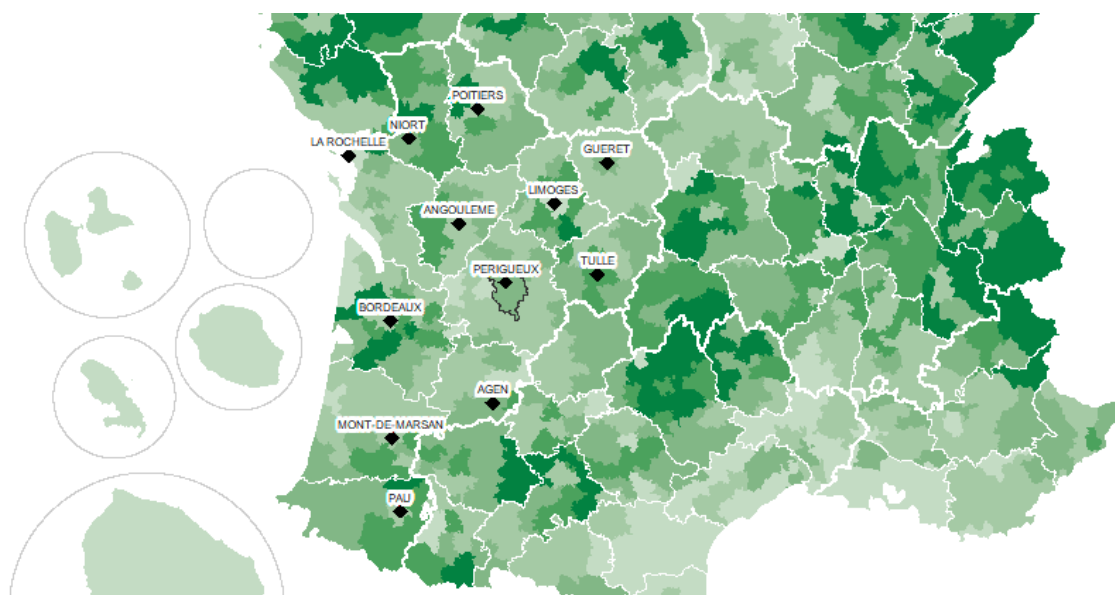 POITIERS
NIORT
LA ROCHELLE
GUERET
LIMOGES
ANGOULEME
PERIGUEUX
TULLE
BORDEAUX
AGEN
MONT-DE-MARSAN
PAU